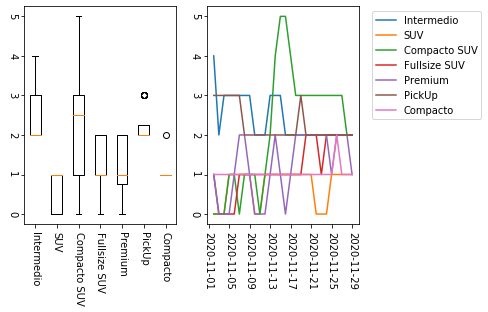 5
4
3
2
1
0
Intermedio
SUV
Compacto SUV
Fullsize SUV
Premium
PickUp
Compacto
5
4
3
2
1
0
2020-11-01
2020-11-05
2020-11-09
2020-11-13
2020-11-17
2020-11-21
2020-11-25
2020-11-29
Intermedio
SUV
Compacto SUV
Fullsize SUV
Premium
PickUp
Compacto